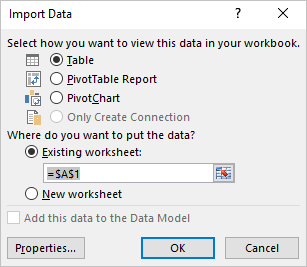 Import Data
? ×
Select how you want to view this data in your workbook.
Table
PivotTable Report
PivotChart
Only Create Connection
Where do you want to put the data?
Existing worksheet:
=$A$1
New worksheet
Add this data to the Data Model
Properties...
OK
Cancel